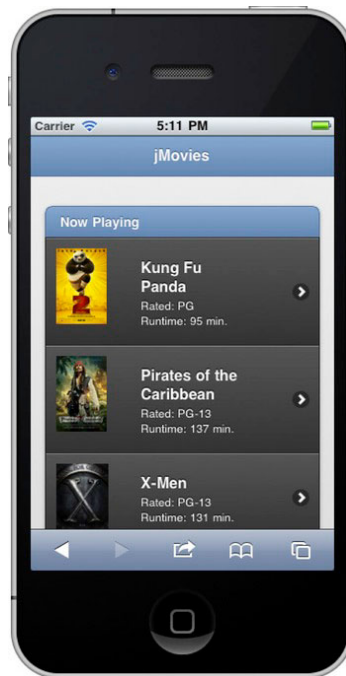 Carrier
5:11 PM
jMovies
Now Playing
2
Kung Fu
Panda
Rated: PG
Runtime: 95 min.
Pirates of the
Caribbean
Rated: PG-13
Runtime: 137 min.
X
X-Men
Rated: PG-13
Runtime: 131 min.